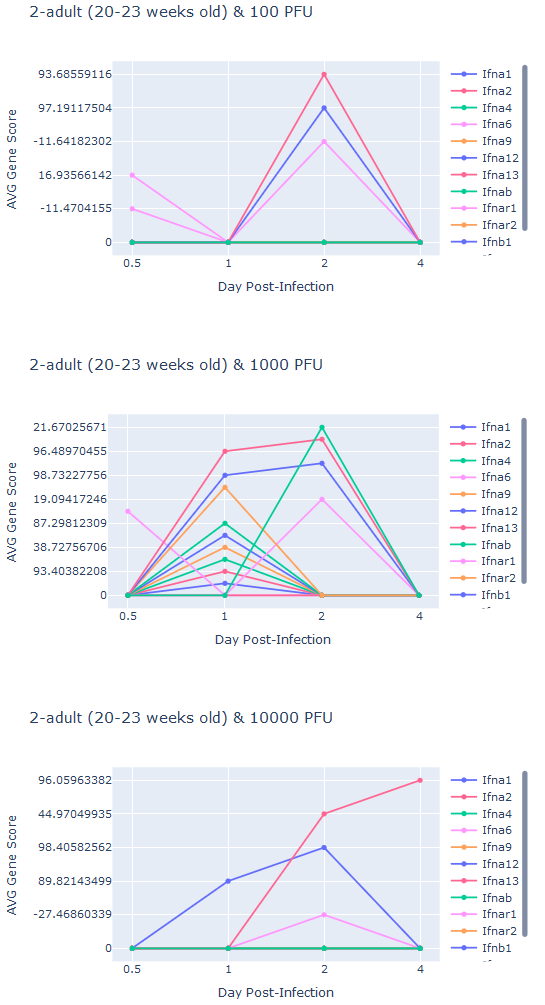 2-adult (20-23 weeks old) & 100 PFU
AVG Gene Score
93.68559116
97.19117504
-11.64182302
16.93566142
-11.4704155
0
0.5
1
2
4
Day Post-Infection
Ifna1
Ifna2
Ifna4
Ifna6
Ifna9
Ifna12
Ifna13
Ifnab
Ifnar1
Ifnar2
Ifnb1
2-adult (20-23 weeks old) & 1000 PFU
AVG Gene Score
21.67025671
96.48970455
98.73227756
19.09417246
87.29812309
38.72756706
93.40382208
0
0.5
1
2
4
Day Post-Infection
Ifna1
Ifna2
Ifna4
Ifna6
Ifna9
Ifna12
Ifna13
Ifnab
Ifnar1
Ifnar2
Ifnb1
2-adult (20-23 weeks old) & 10000 PFU
AVG Gene Score
96.05963382
44.97049935
98.40582562
89.82143499
-27.46860339
0
0.5
1
2
4
Day Post-Infection
Ifna1
Ifna2
Ifna4
Ifna6
Ifna9
Ifna12
Ifna13
Ifnab
Ifnar1
Ifnar2
Ifnb1